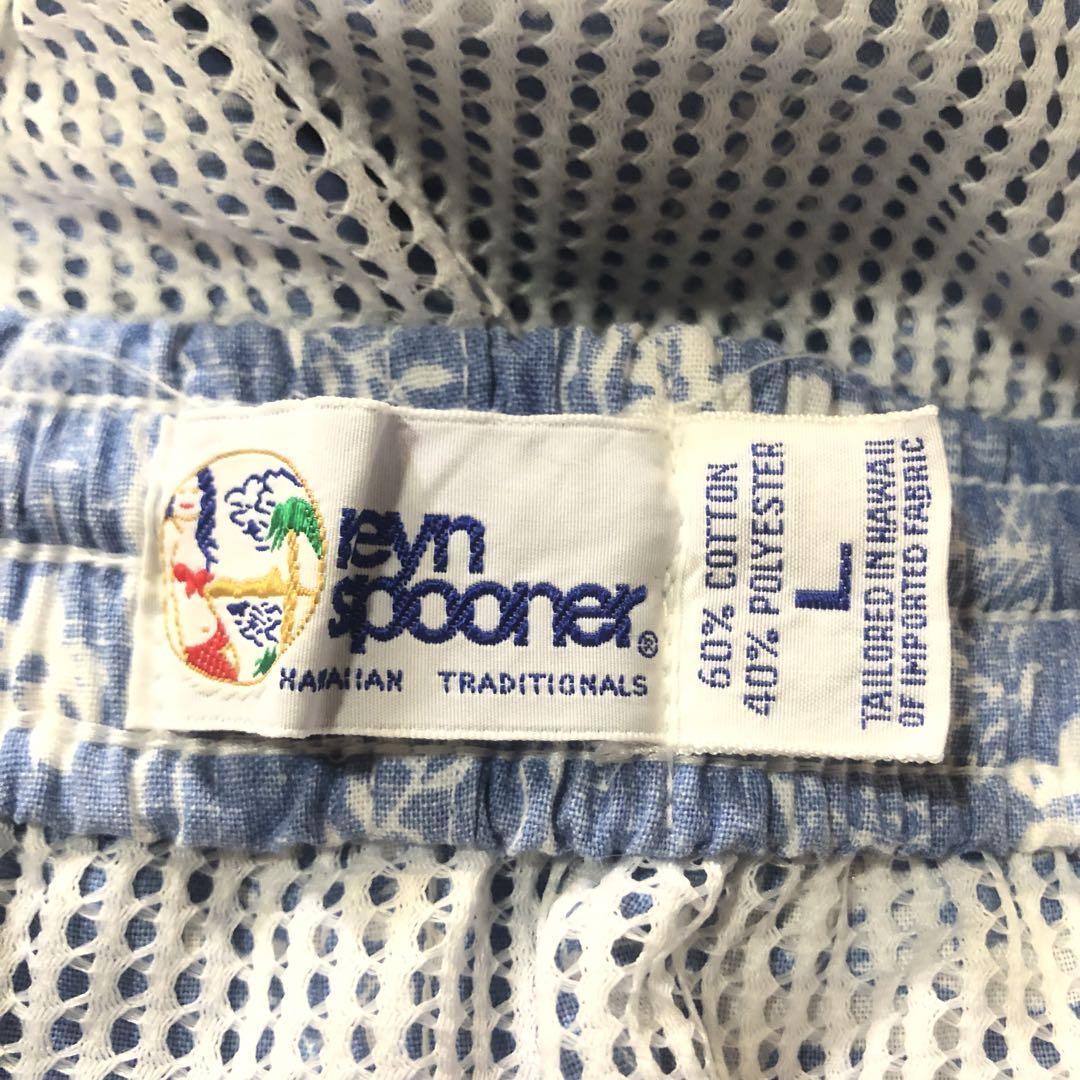 reyn
spooner®
HAWAIIAN TRADITIONALS
60% COTTON
40% POLYESTER
L
TAILORED IN HAWAII
OF IMPORTED FABRIC